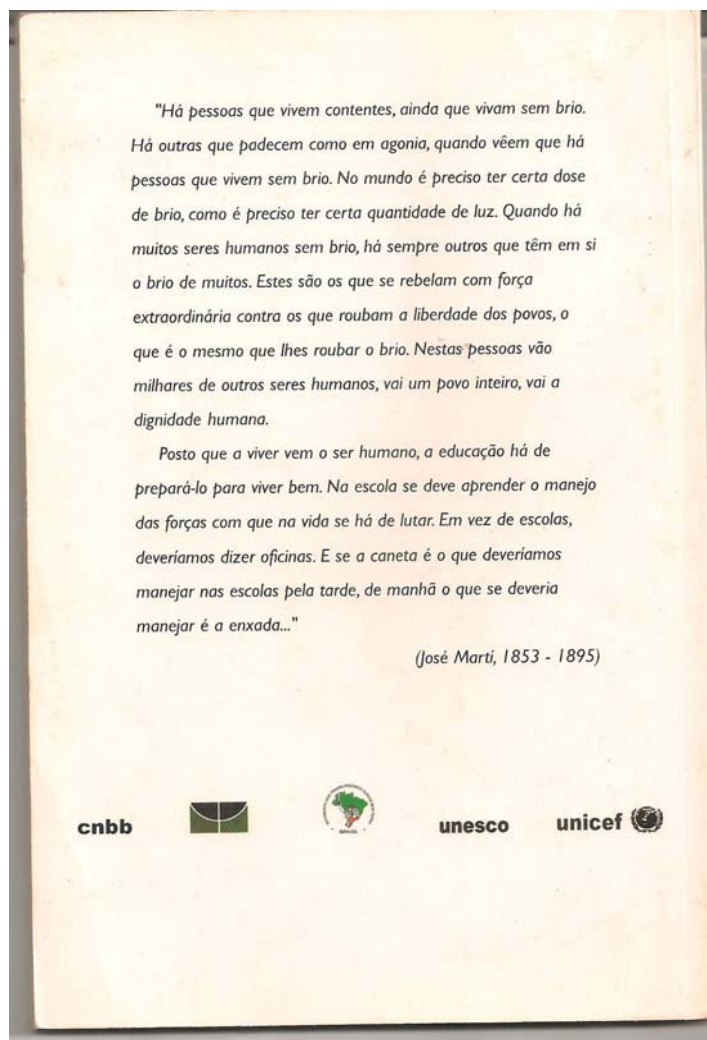 "Há pessoas que vivem contentes, ainda que vivam sem brio.
Há outras que padecem como em agonia, quando vêem que há
pessoas que vivem sem brio. No mundo é preciso ter certa dose
de brio, como é preciso ter certa quantidade de luz. Quando há
muitos seres humanos sem brio, há sempre outros que têm em si
o brio de muitos. Estes são os que se rebelam com força
extraordinária contra os que roubam a liberdade dos povos, o
que é o mesmo que lhes roubar o brio. Nestas pessoas vão
milhares de outros seres humanos, vai um povo inteiro, vai a
dignidade humana.
Posto que a viver vem o ser humano, a educação há de
prepará-lo para viver bem. Na escola se deve aprender o manejo
das forças com que na vida se há de lutar. Em vez de escolas,
deveríamos dizer oficinas. E se a caneta é o que deveríamos
manejar nas escolas pela tarde, de manhã o que se deveria
manejar é a enxada..."
(José Martí, 1853 - 1895)
cnbb
BRASIL
unesco
unicef